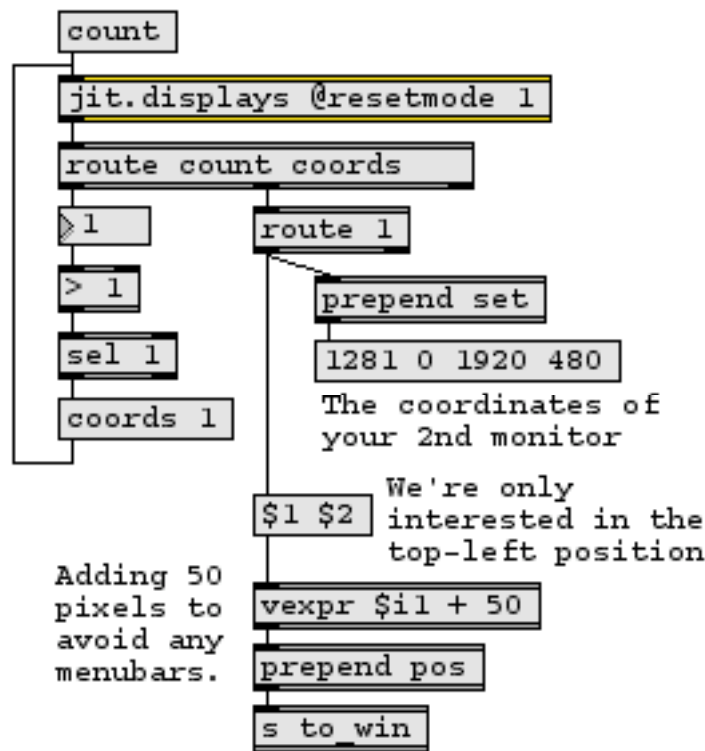 count
jit.displays @resetmode 1
route count coords
1
route 1
> 1
prepend set
sel 1
1281 0 1920 480
coords 1
The coordinates of
your 2nd monitor
$1 $2
We're only
interested in the
top-left position
Adding 50
pixels to
avoid any
menubars.
vexpr $i1 + 50
prepend pos
s to_win